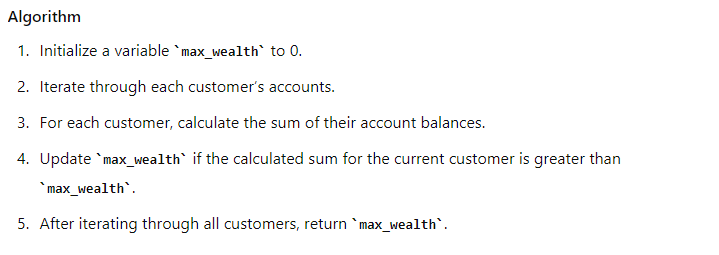 Algorithm
1. Initialize a variable `max_wealth` to 0.
2. Iterate through each customer's accounts.
3. For each customer, calculate the sum of their account balances.
4. Update `max_wealth` if the calculated sum for the current customer is greater than
`max_wealth`.
5. After iterating through all customers, return `max_wealth`.